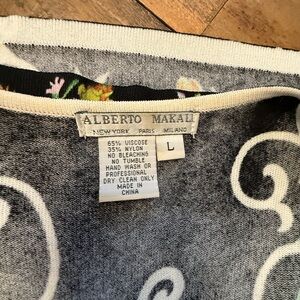 ALBERTO MAKALI
NEW YORK PARIS MILANO
L
65% VISCOSE
35% NYLON
NO BLEACHING
NO TUMBLE
HAND WASH OR
PROFESSIONAL
DRY CLEAN ONLY
MADE IN
CHINA